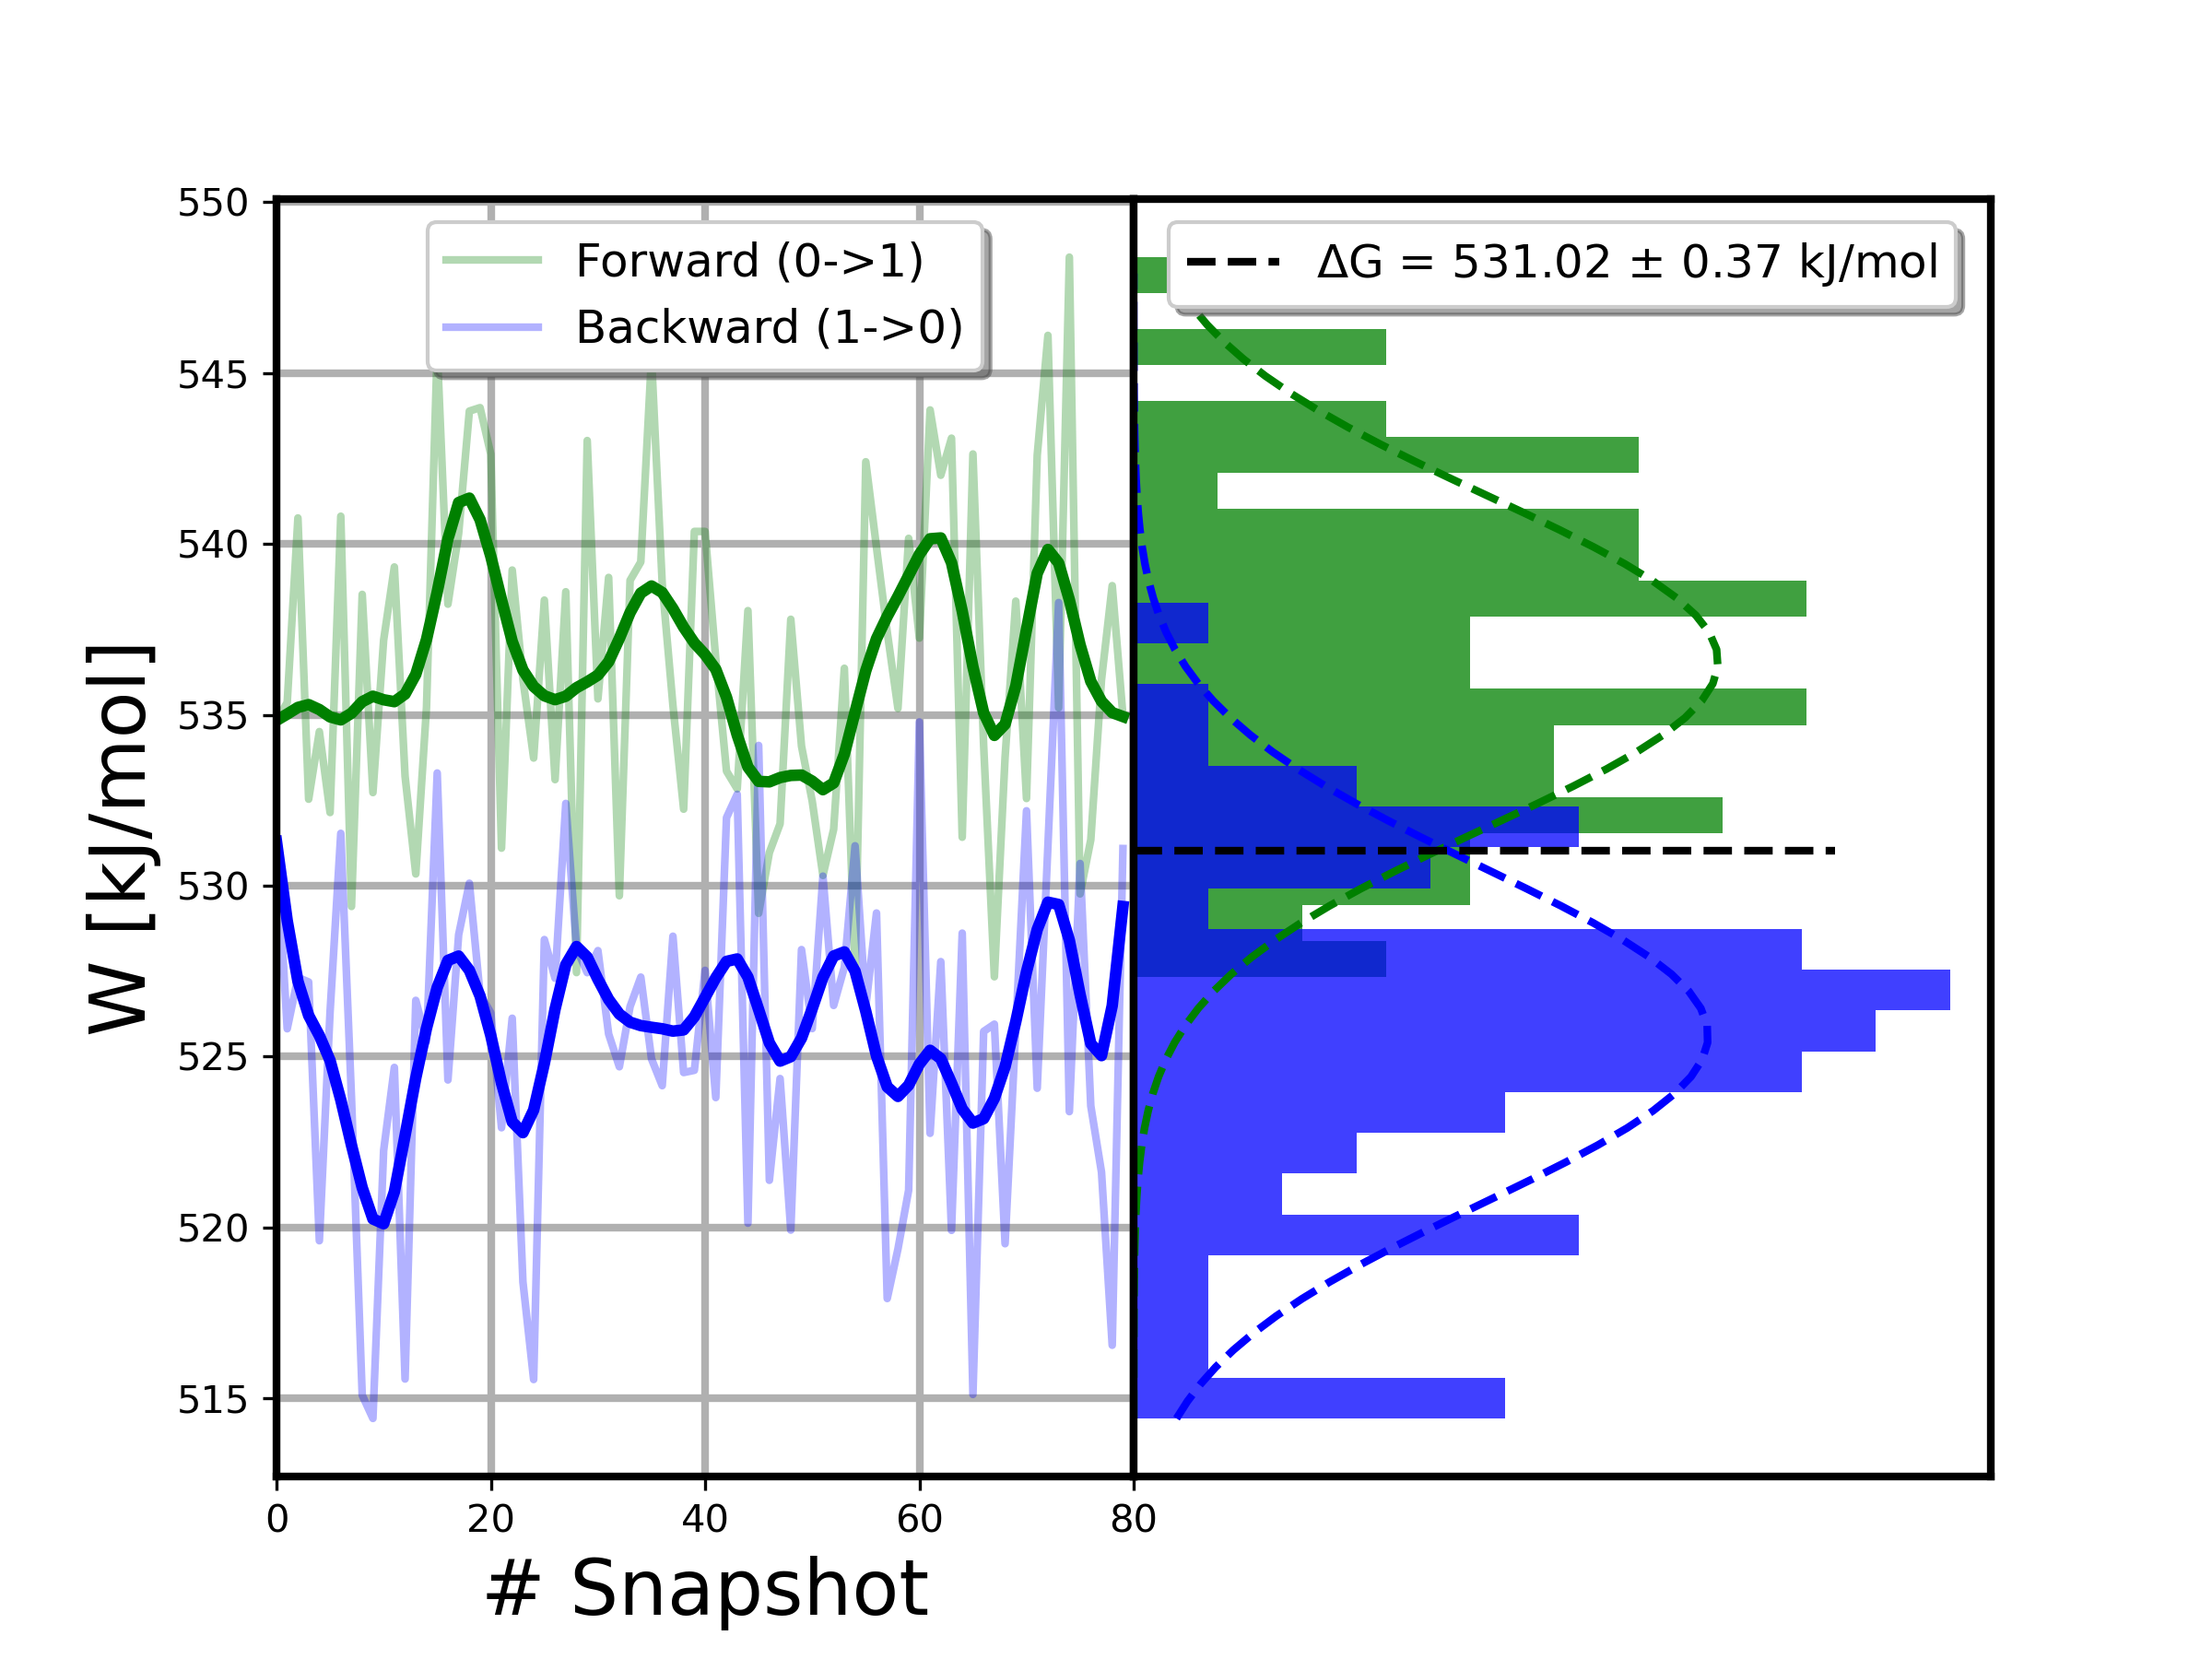 550
545
540
535
530
525
520
515
W [kJ/mol]
Forward (0->1)
Backward (1->0)
ΔG = 531.02 ± 0.37 kJ/mol
0
20
40
60
80
# Snapshot